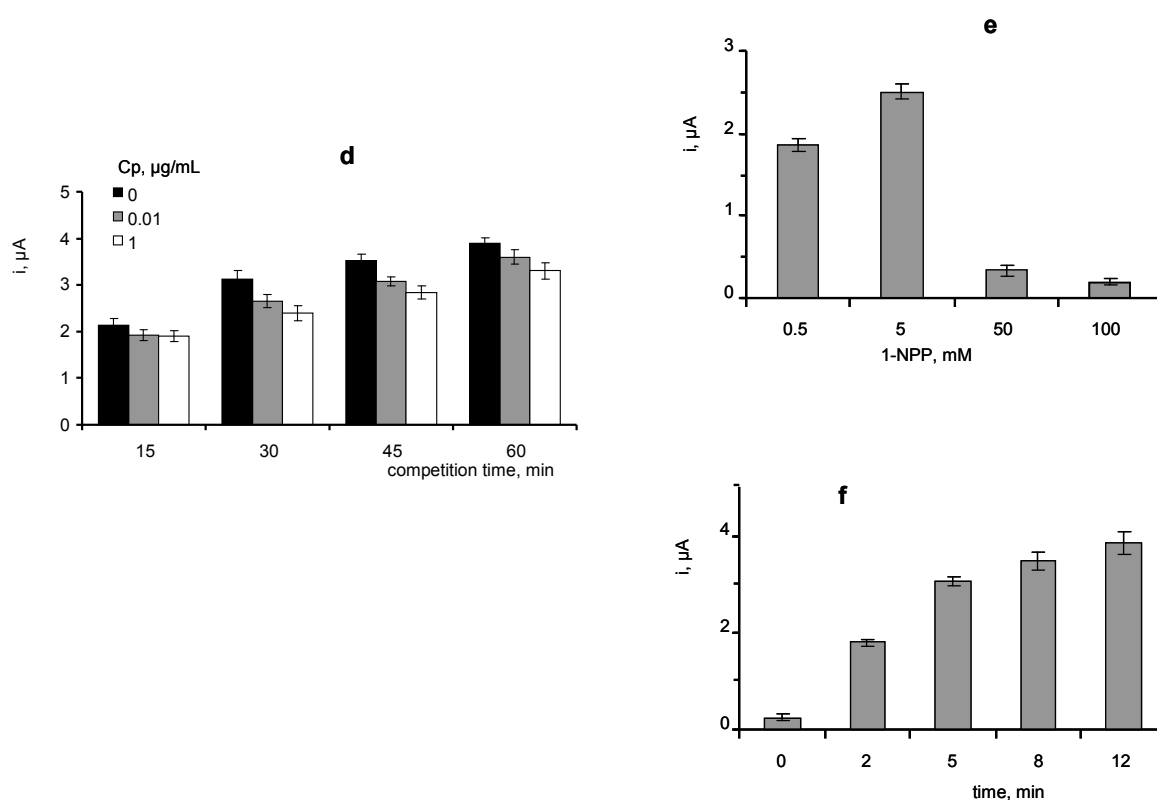 d
Cp, µg/mL
0
0.01
1
5
4
3
2
1
0
i, µA
15 30 45 60
competition time, min
e
3
2
1
0
i, µA
0.5 5 50 100
1-NPP, mM
f
4
2
0
i, µA
0 2 5 8 12
time, min